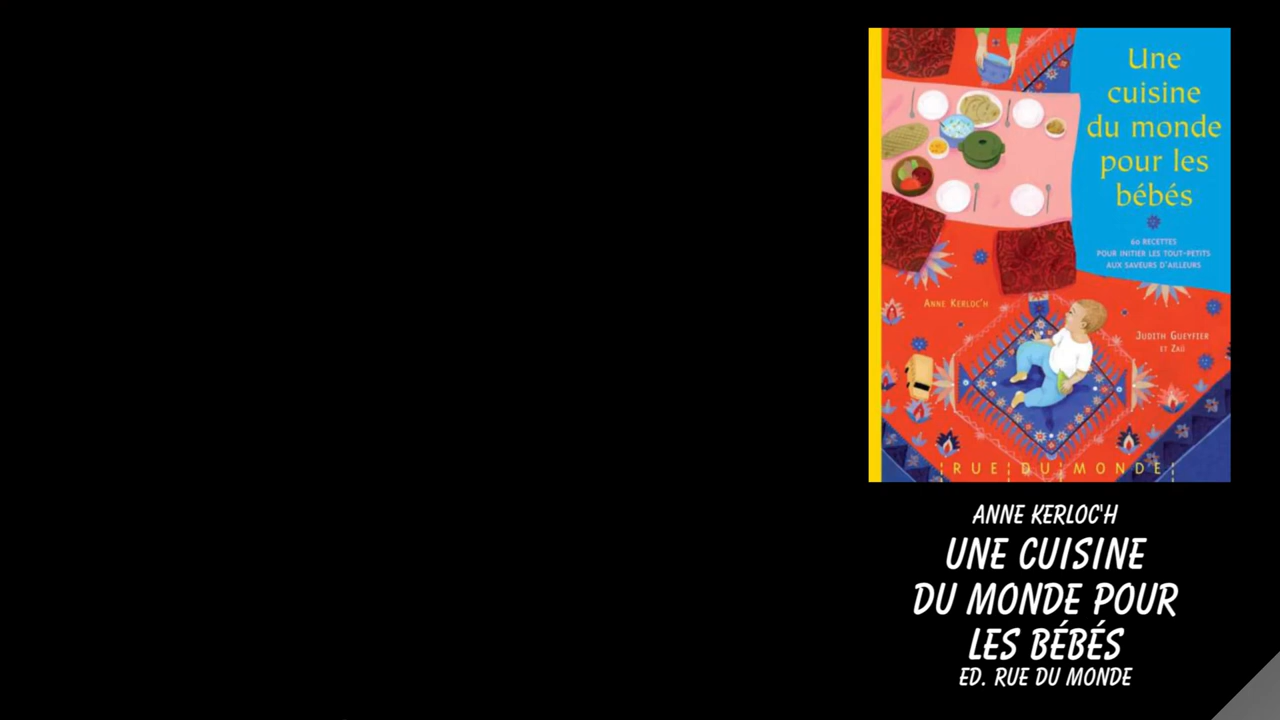 Une
cuisine
du monde
pour les
bébés
60 RECETTES
POUR INITIER LES TOUT-PETITS
AUX SAVEURS D'AILLEURS
ANNE KERLOC'H
JUDITH GUEYFIER
ET ZAÜ
RUE DU MONDE
ANNE KERLOC'H
UNE CUISINE
DU MONDE POUR
LES BÉBÉS
ED. RUE DU MONDE